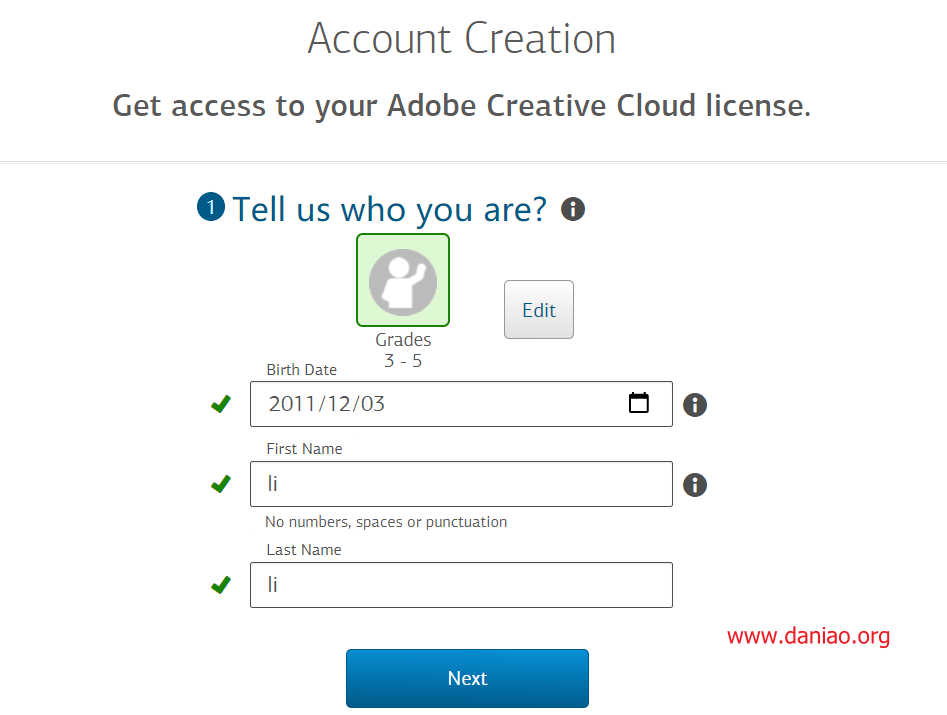 Account Creation
Get access to your Adobe Creative Cloud license.
1 Tell us who you are?
Grades
3 - 5
Edit
Birth Date
2011/12/03
First Name
li
No numbers, spaces or punctuation
Last Name
li
www.daniao.org
Next